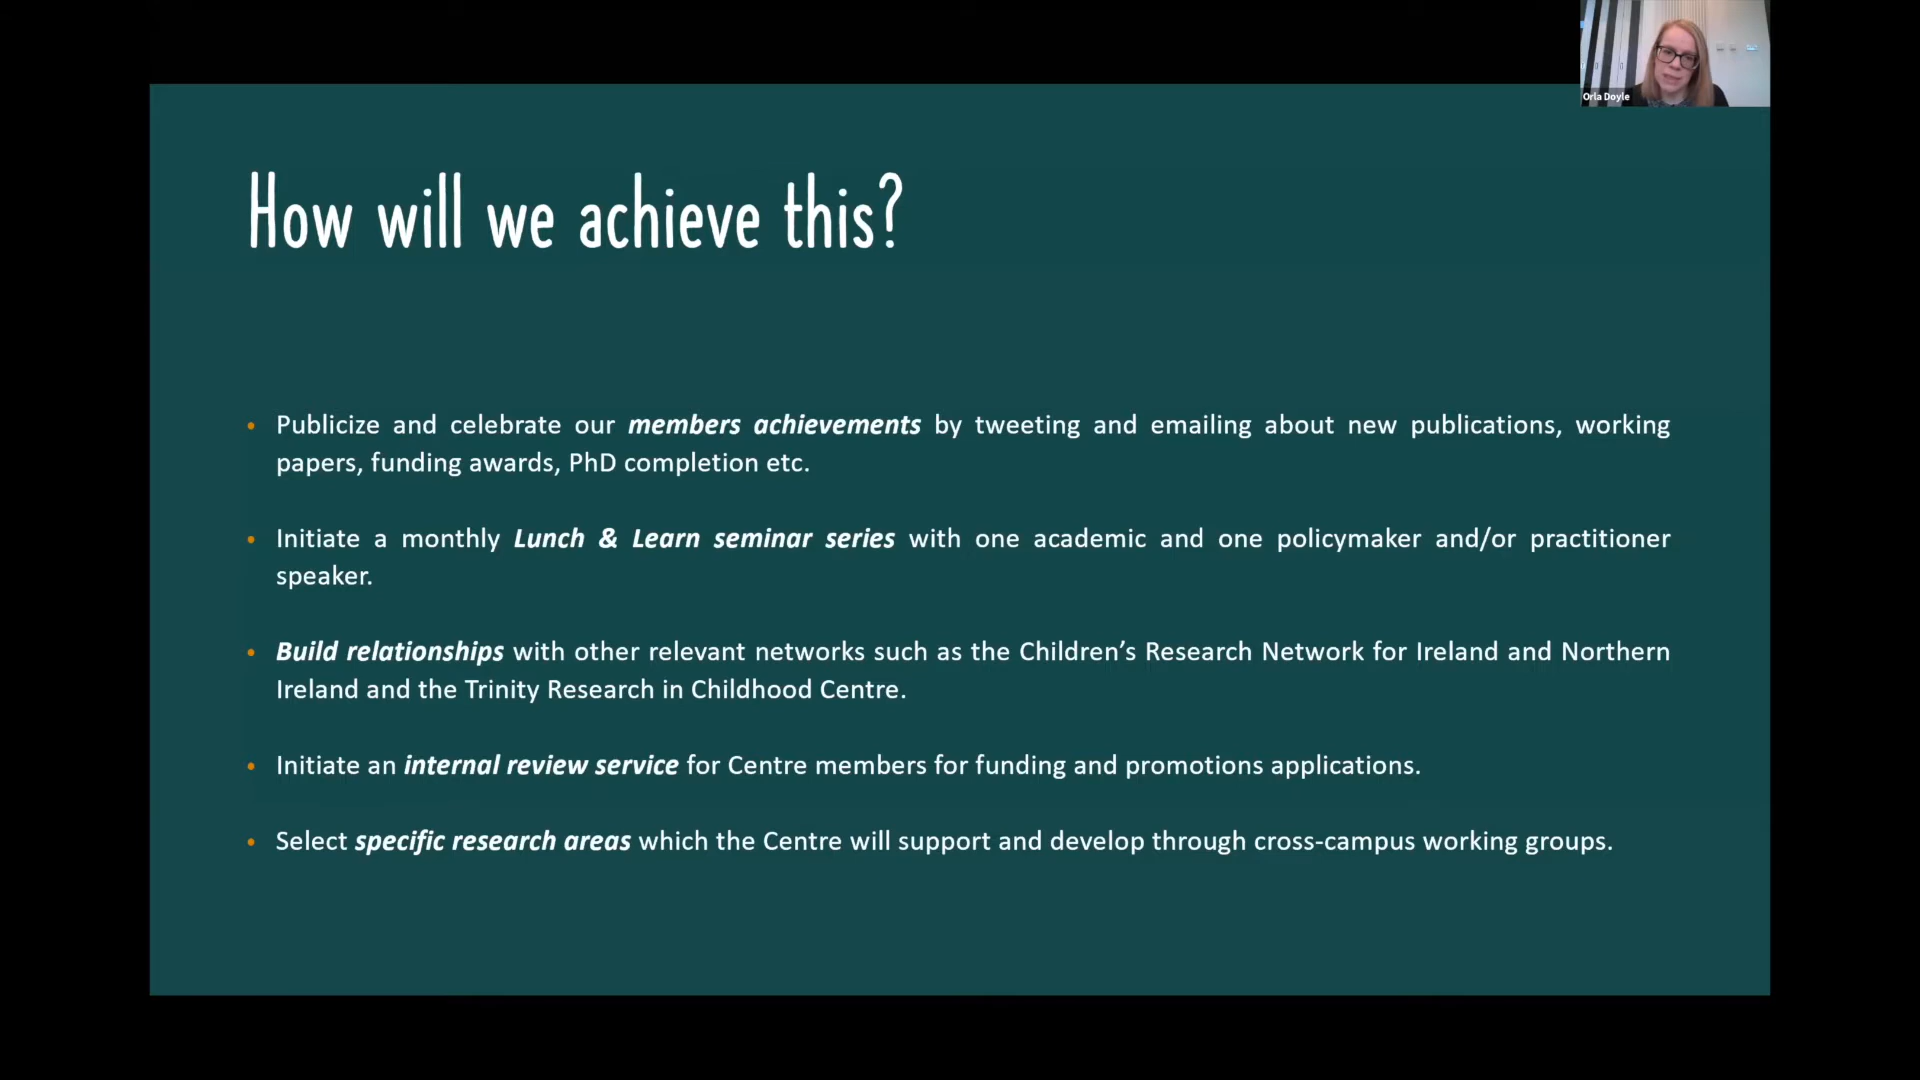 Orla Doyle
How will we achieve this?
• Publicize and celebrate our members achievements by tweeting and emailing about new publications, working
papers, funding awards, PhD completion etc.
• Initiate a monthly Lunch & Learn seminar series with one academic and one policymaker and/or practitioner
speaker.
• Build relationships with other relevant networks such as the Children’s Research Network for Ireland and Northern
Ireland and the Trinity Research in Childhood Centre.
• Initiate an internal review service for Centre members for funding and promotions applications.
• Select specific research areas which the Centre will support and develop through cross-campus working groups.